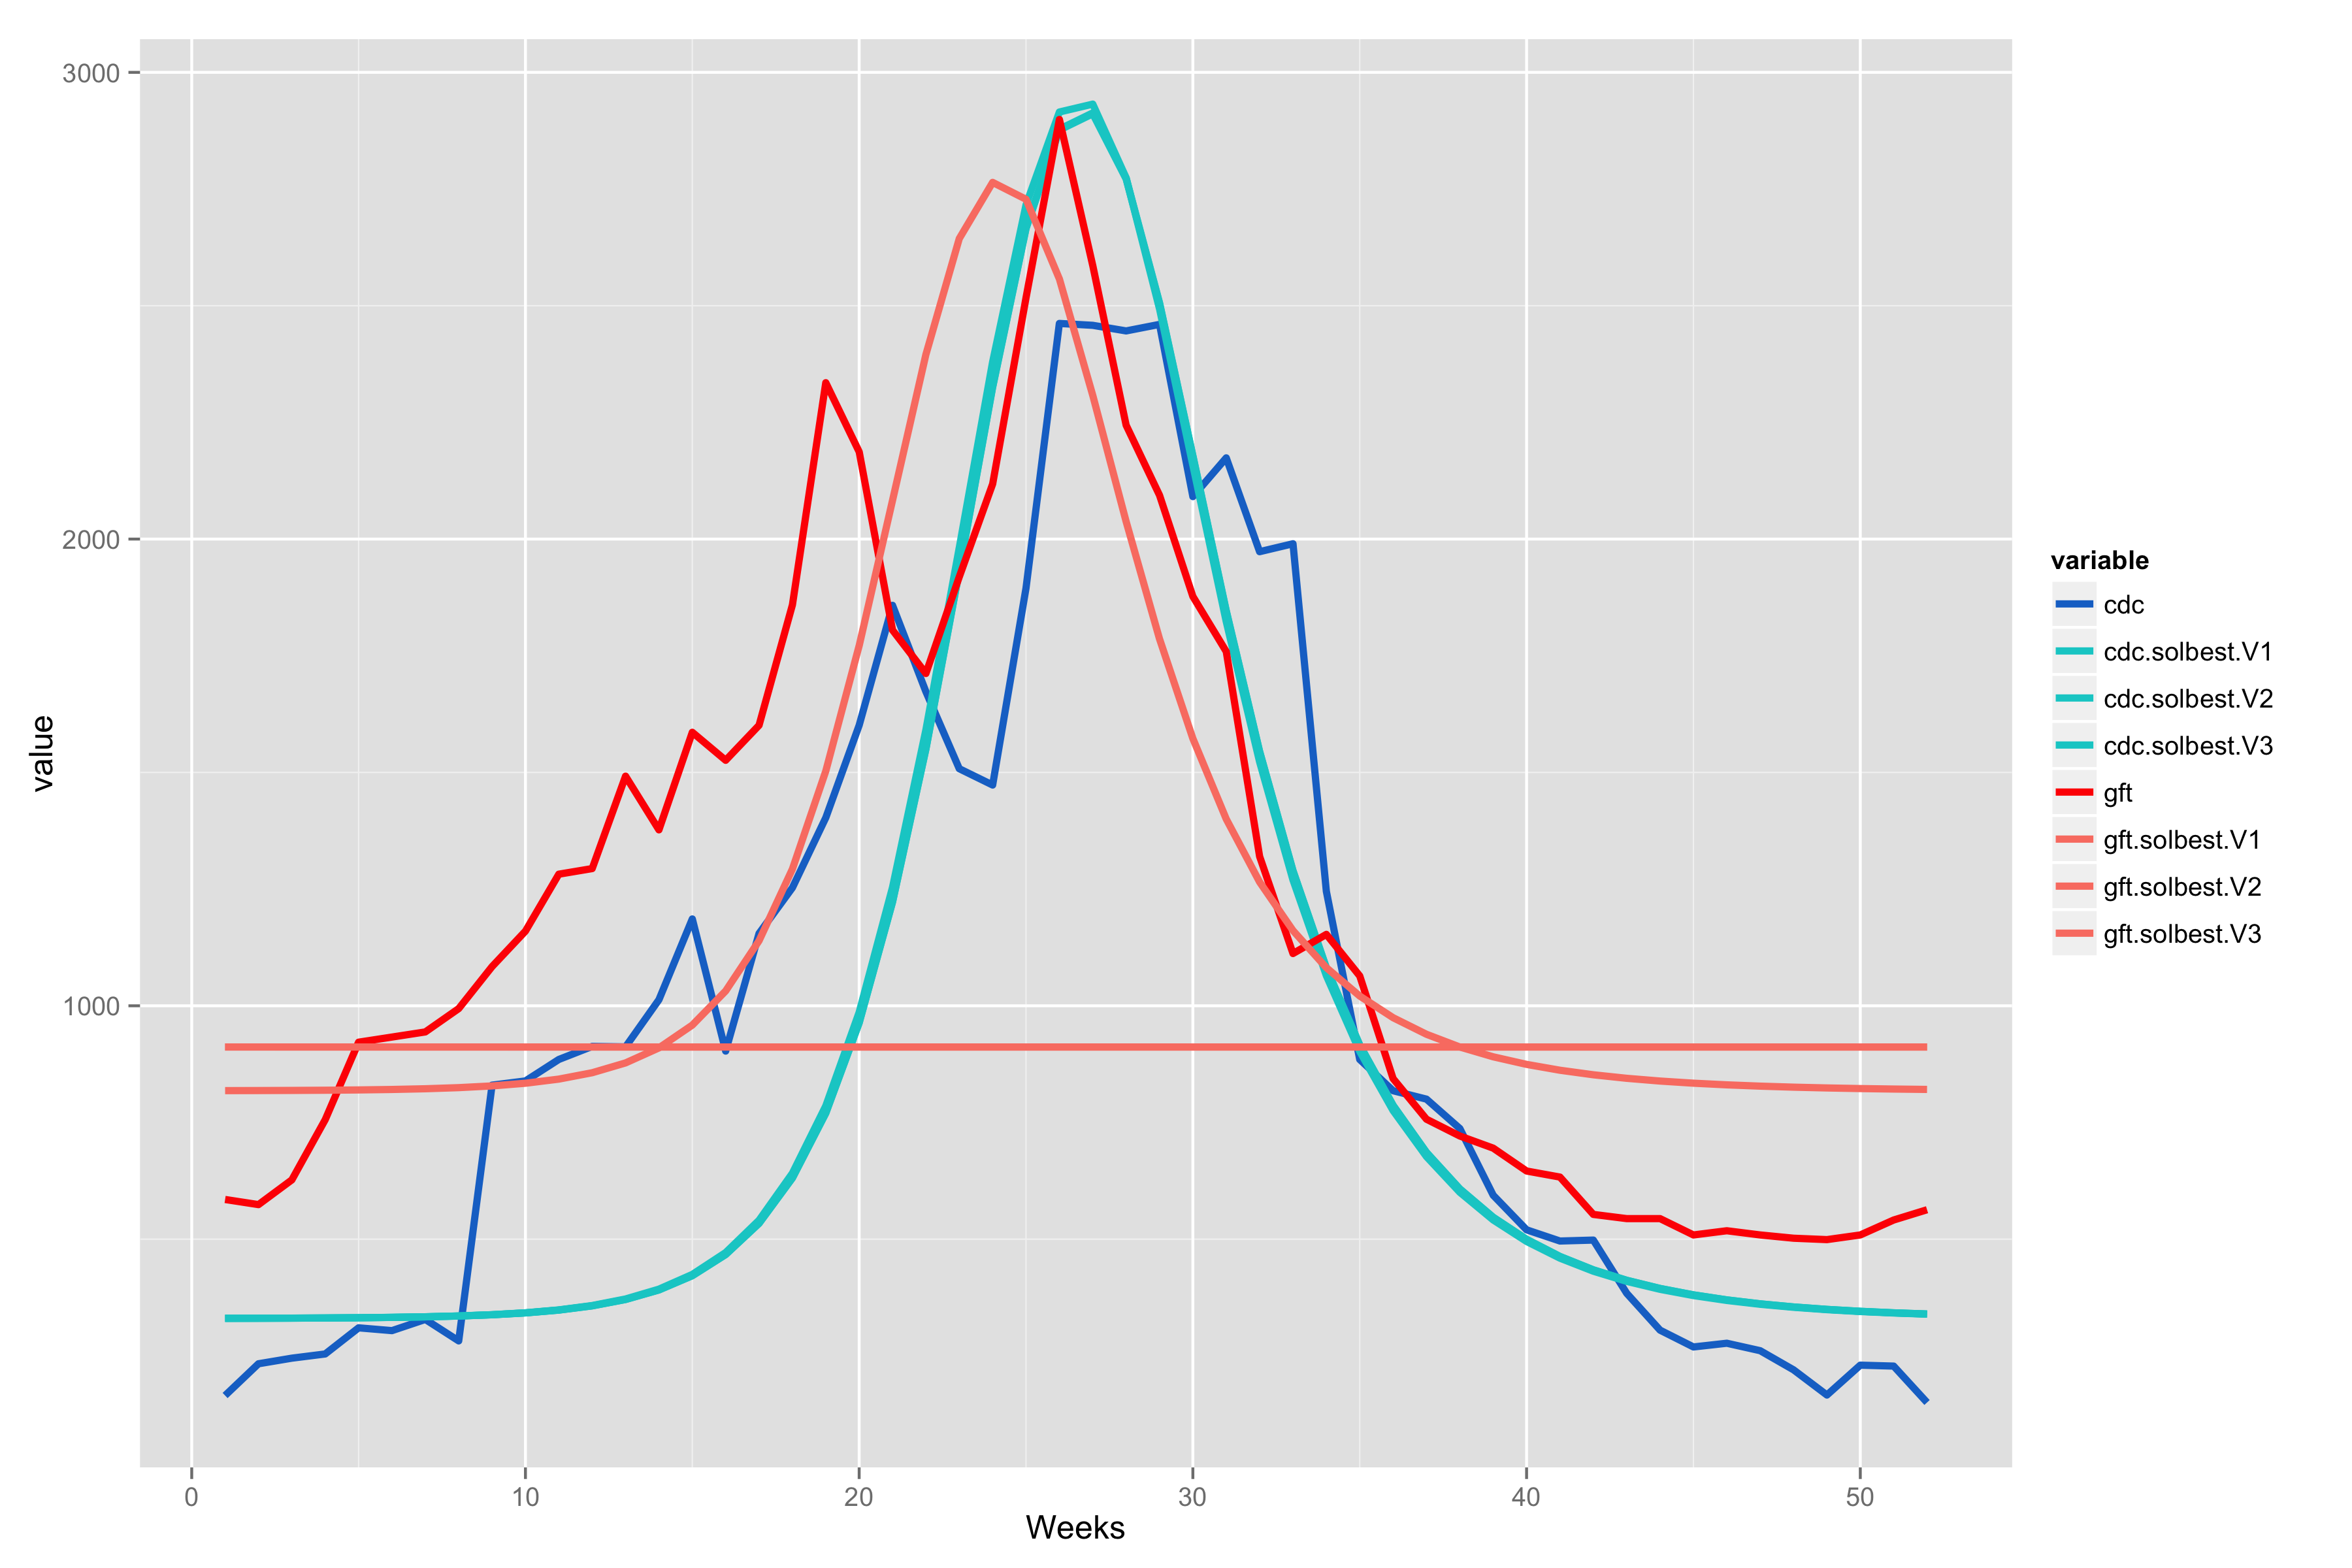 3000
2000
1000
value
0 10 20 30 40 50
Weeks
variable
cdc
cdc.solbest.V1
cdc.solbest.V2
cdc.solbest.V3
gft
gft.solbest.V1
gft.solbest.V2
gft.solbest.V3